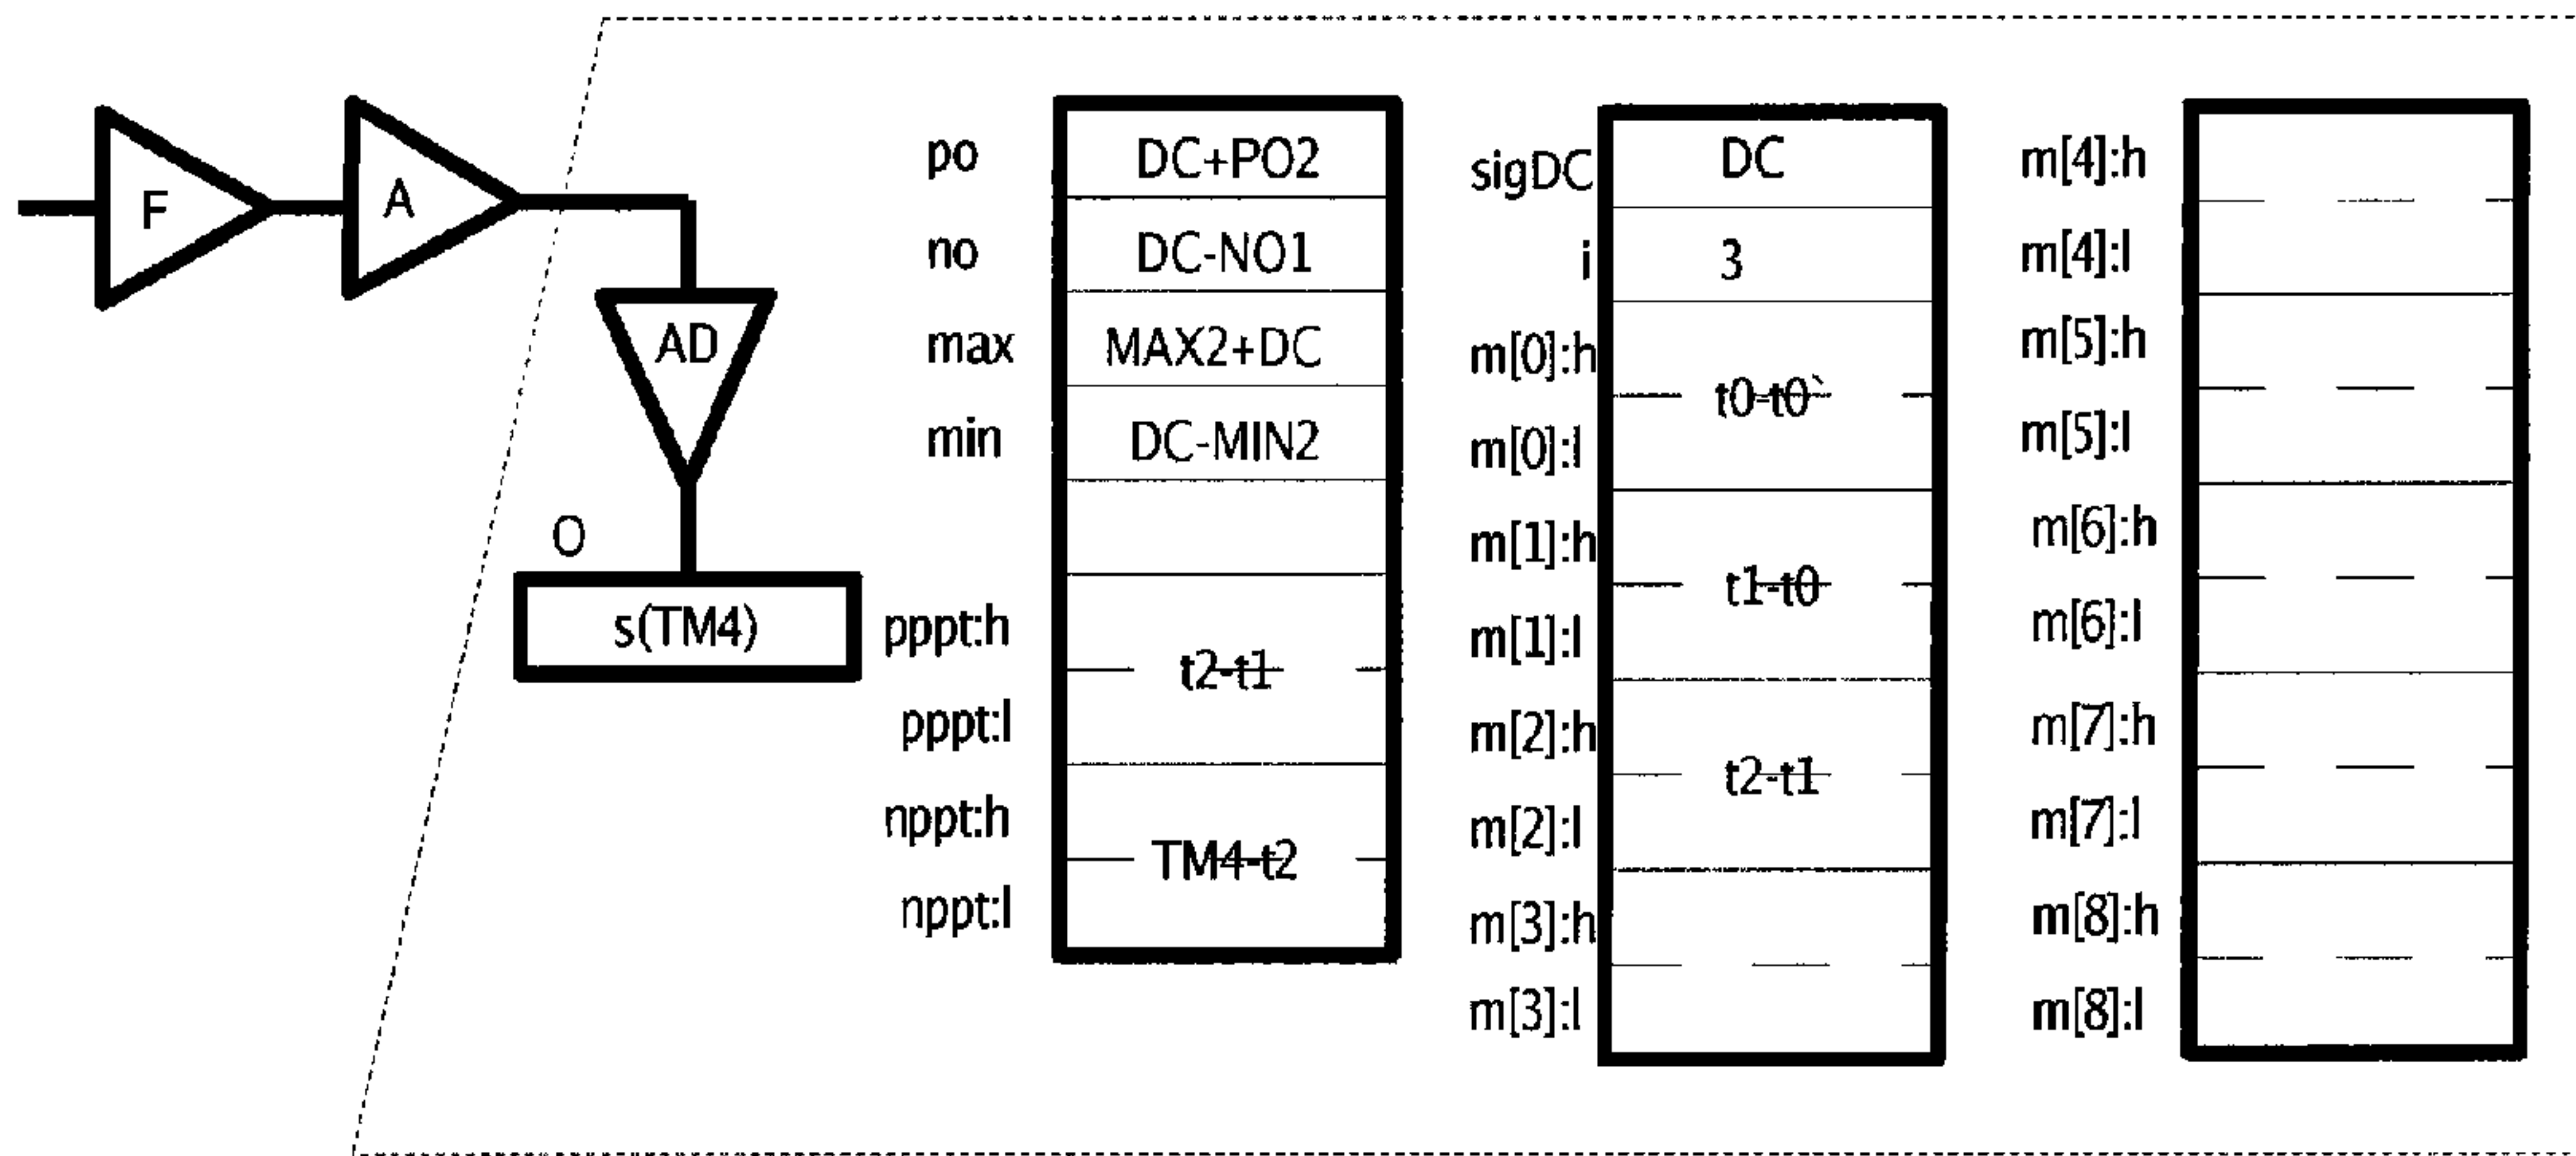 F
A
AD
O
s(TM4)
po DC+PO2
no DC-NO1
max MAX2+DC
min DC-MIN2
pppt:h
t2-t1
pppt:l
nppt:h
TM4-t2
nppt:l
sigDC DC
i 3
m[0]:h
t0-t0`
m[0]:l
m[1]:h
t1-t0
m[1]:l
m[2]:h
t2-t1
m[2]:l
m[3]:h
m[3]:l
m[4]:h
m[4]:l
m[5]:h
m[5]:l
m[6]:h
m[6]:l
m[7]:h
m[7]:l
m[8]:h
m[8]:l